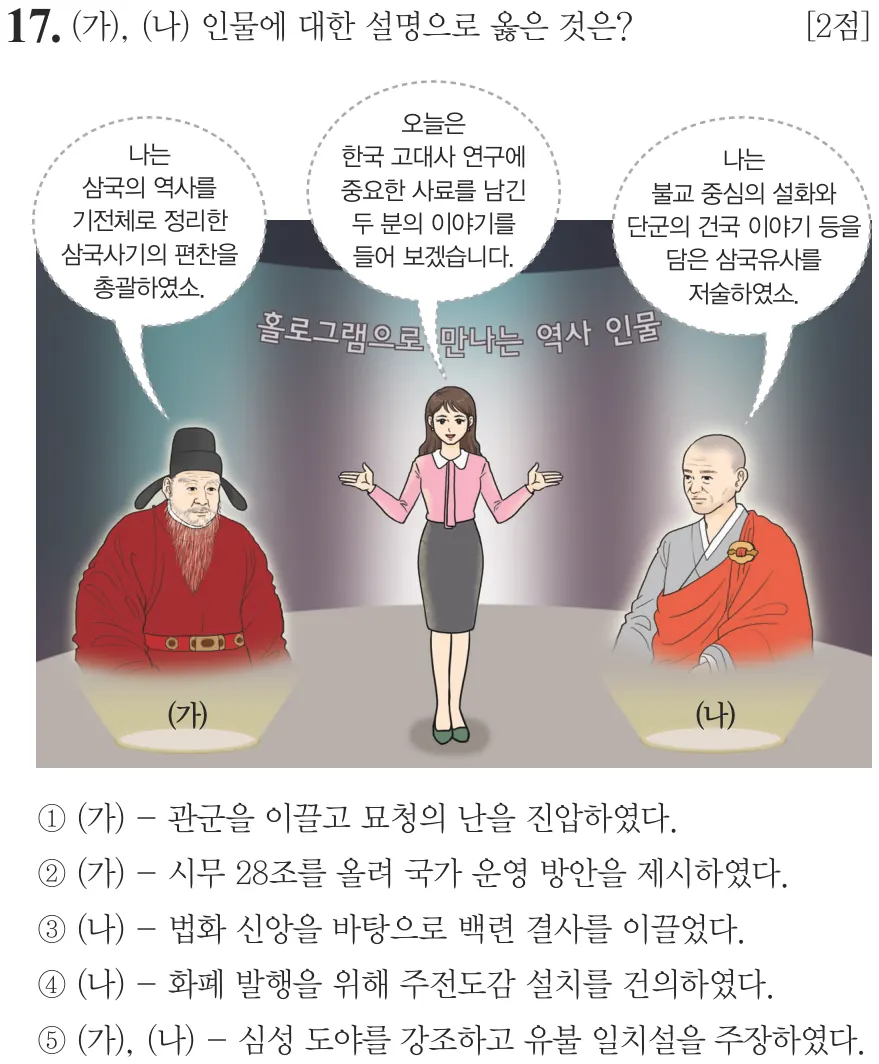 17. (가), (나) 인물에 대한 설명으로 옳은 것은? [2점]
나는
삼국의 역사를
기전체로 정리한
삼국사기의 편찬을
총괄하였소.
오늘은
한국 고대사 연구에
중요한 사료를 남긴
두 분의 이야기를
들어 보겠습니다.
나는
불교 중심의 설화와
단군의 건국 이야기 등을
담은 삼국유사를
저술하였소.
홀로그램으로 만나는 역사 인물
(가)
(나)
① (가) – 관군을 이끌고 묘청의 난을 진압하였다.
② (가) – 시무 28조를 올려 국가 운영 방안을 제시하였다.
③ (나) – 법화 신앙을 바탕으로 백련 결사를 이끌었다.
④ (나) – 화폐 발행을 위해 주전도감 설치를 건의하였다.
⑤ (가), (나) – 심성 도야를 강조하고 유불 일치설을 주장하였다.